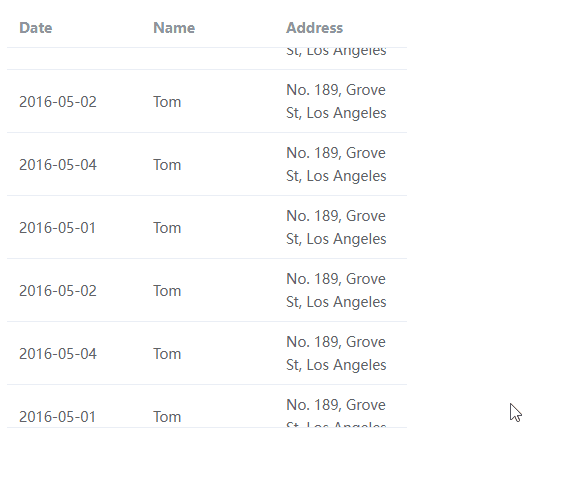 Date Name Address
St, Los Angeles
2016-05-02 Tom No. 189, Grove
St, Los Angeles
2016-05-04 Tom No. 189, Grove
St, Los Angeles
2016-05-01 Tom No. 189, Grove
St, Los Angeles
2016-05-02 Tom No. 189, Grove
St, Los Angeles
2016-05-04 Tom No. 189, Grove
St, Los Angeles
2016-05-01 Tom No. 189, Grove
St, Los Angeles